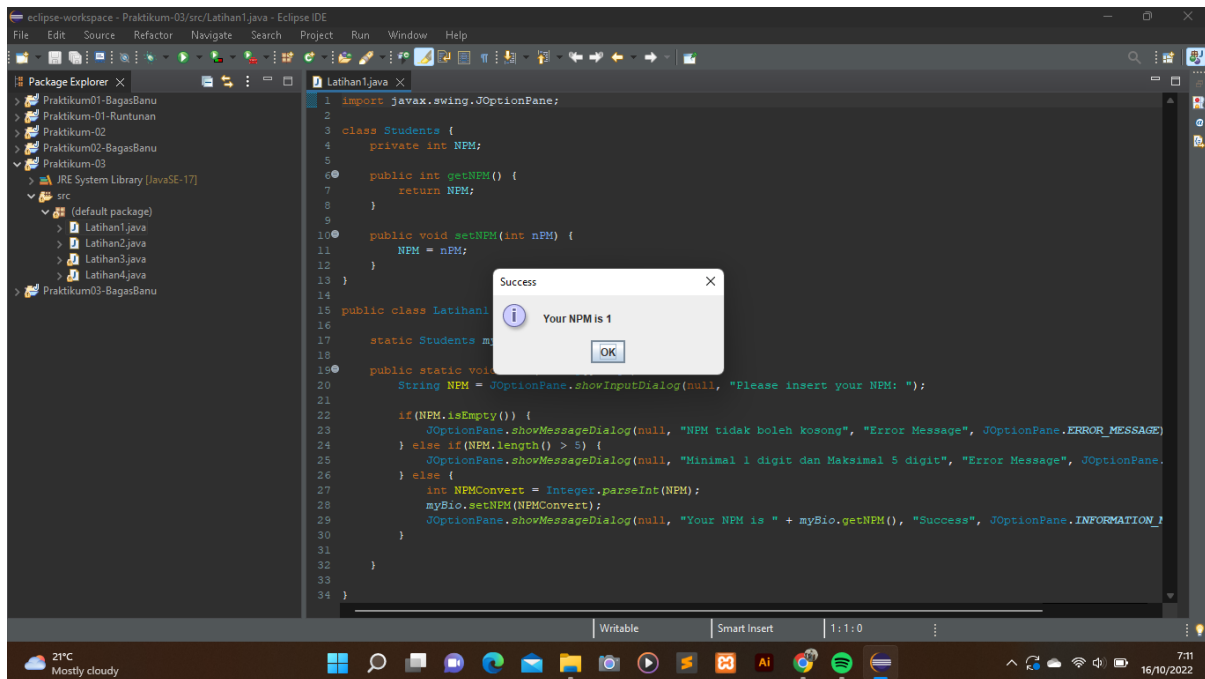 eclipse-workspace - Praktikum-03/src/Latihan1.java - Eclipse IDE
File Edit Source Refactor Navigate Search Project Run Window Help
Package Explorer
Latihan1.java
Praktikum01-BagasBanu
Praktikum-01-Runtunan
Praktikum-02
Praktikum02-BagasBanu
Praktikum-03
JRE System Library [JavaSE-17]
src
(default package)
Latihan1.java
Latihan2.java
Latihan3.java
Latihan4.java
Praktikum03-BagasBanu
1 import javax.swing.JOptionPane;
2
3 class Students {
4 private int NPM;
5
6 public int getNPM() {
7 return NPM;
8 }
9
10 public void setNPM(int nPM) {
11 NPM = nPM;
12 }
13 }
14
15 public class Latihan1
16
17 static Students
18
19 public static
20 String NPM = JOptionPane.showInputDialog(null, "Please insert your NPM: ");
21
22 if(NPM.isEmpty()) {
23 JOptionPane.showMessageDialog(null, "NPM tidak boleh kosong", "Error Message", JOptionPane.ERROR_MESSAGE)
24 } else if(NPM.length() > 5) {
25 JOptionPane.showMessageDialog(null, "Minimal 1 digit dan Maksimal 5 digit", "Error Message", JOptionPane.
26 } else {
27 int NPMConvert = Integer.parseInt(NPM);
28 myBio.setNPM(NPMConvert);
29 JOptionPane.showMessageDialog(null, "Your NPM is " + myBio.getNPM(), "Success", JOptionPane.INFORMATION_
30 }
31
32 }
33
34 }
Success
Your NPM is 1
OK
Writable Smart Insert 1 : 1 : 0
21°C
Mostly cloudy
Ai
7:11
16/10/2022